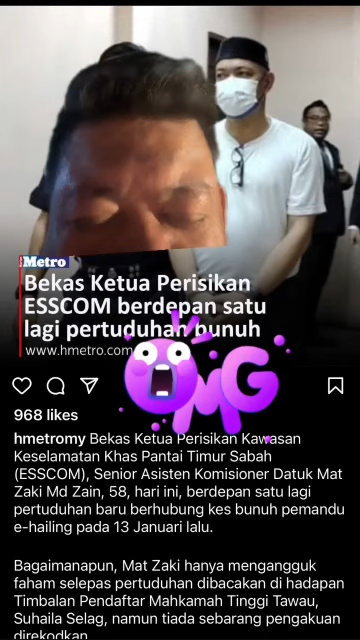 Metro
Bekas Ketua Perisikan
ESSCOM berdepan satu
lagi pertuduhan bunuh
www.hmetro.com
OMG
968 likes
hmetromy Bekas Ketua Perisikan Kawasan
Keselamatan Khas Pantai Timur Sabah
(ESSCOM), Senior Asisten Komisioner Datuk Mat
Zaki Md Zain, 58, hari ini, berdepan satu lagi
pertuduhan baru berhubung kes bunuh pemandu
e-hailing pada 13 Januari lalu.
Bagaimanapun, Mat Zaki hanya mengangguk
faham selepas pertuduhan dibacakan di hadapan
Timbalan Pendaftar Mahkamah Tinggi Tawau,
Suhaila Selag, namun tiada sebarang pengakuan
direkodkan